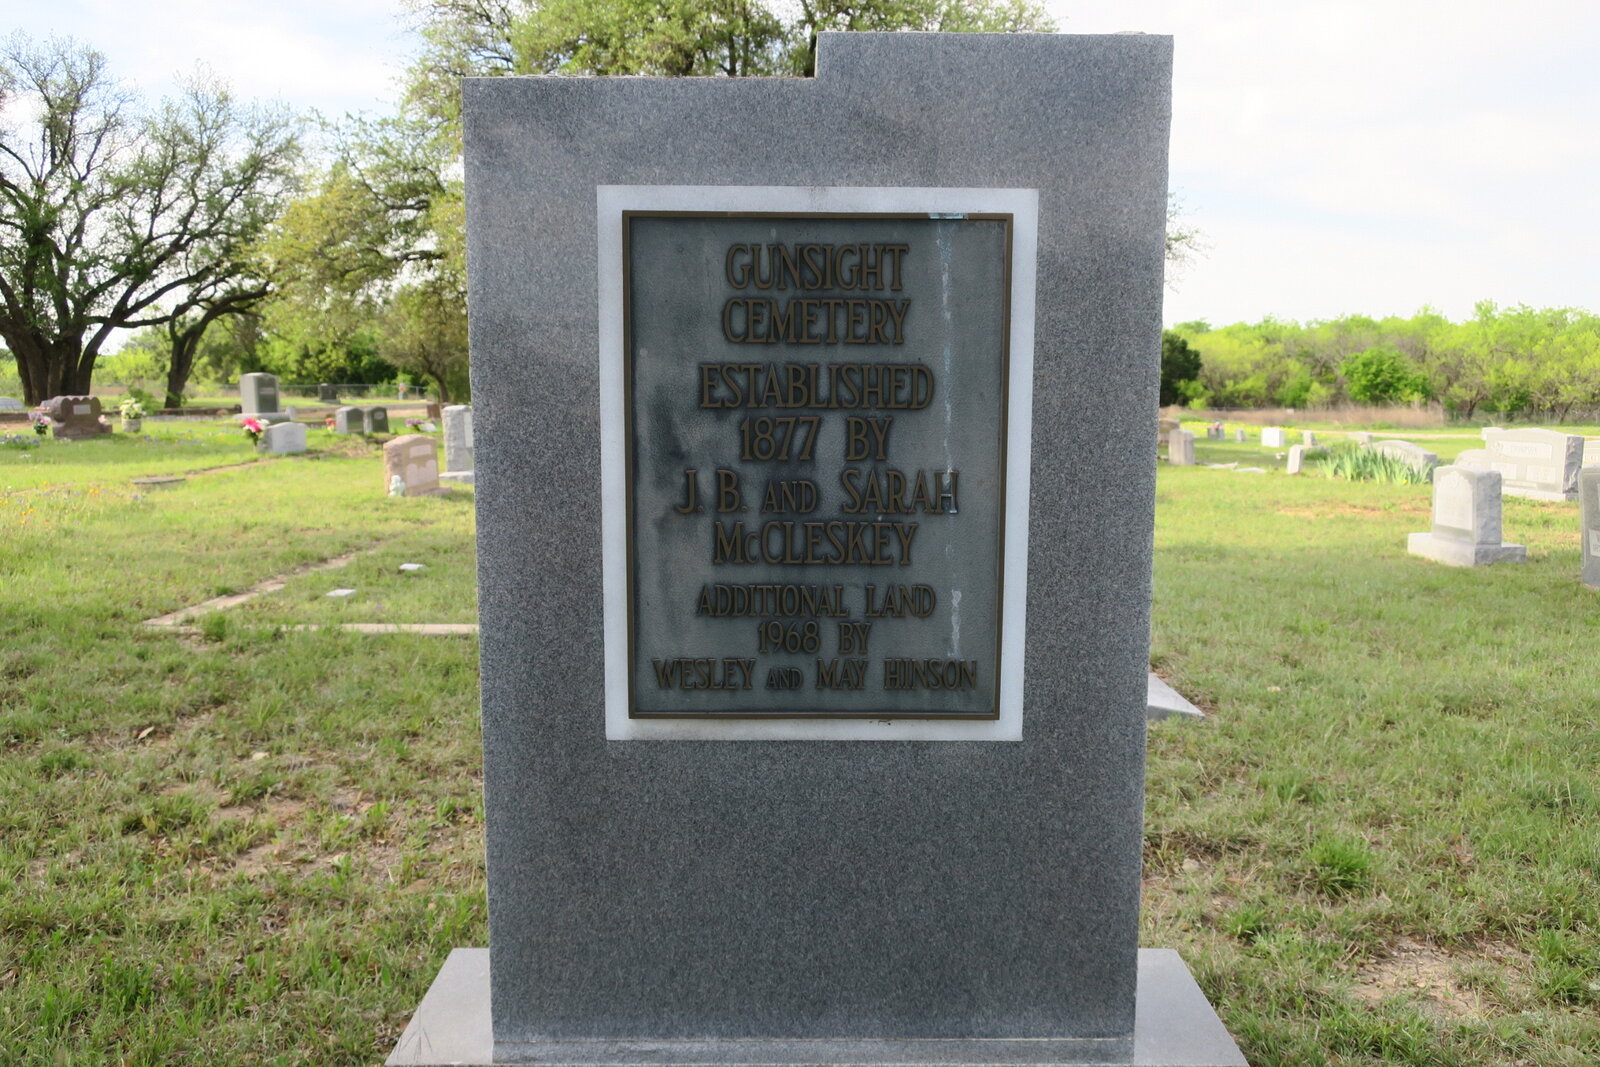 GUNSIGHT
CEMETERY
ESTABLISHED
1877 BY
J. B. AND SARAH
McCLESKEY
ADDITIONAL LAND
1968 BY
WESLEY AND MAY HINSON